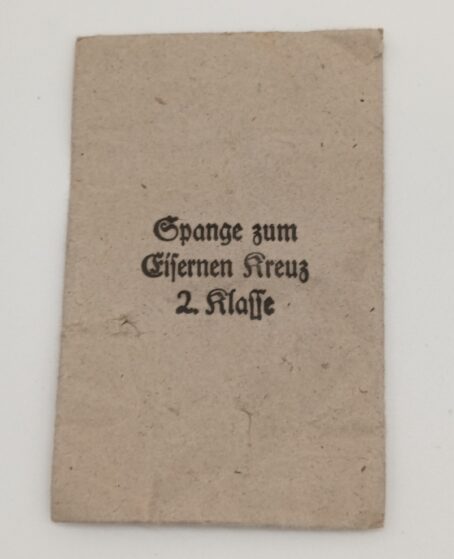 Spange zum
Eiſernen Kreuz
2. Klaſſe